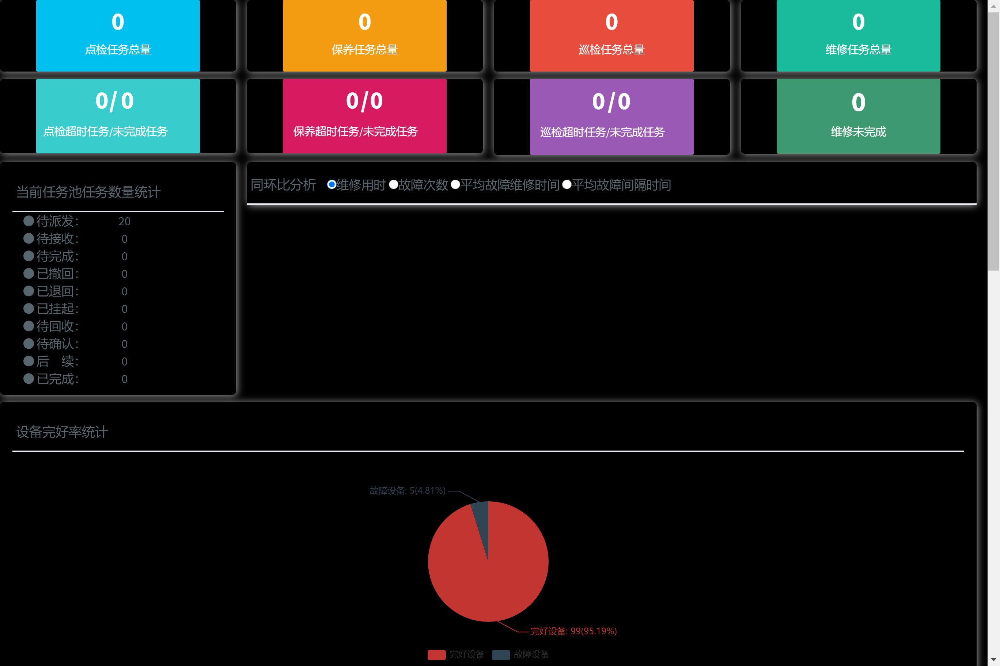 0
点检任务总量
0
保养任务总量
0
巡检任务总量
0
维修任务总量
0/ 0
点检超时任务/未完成任务
0 /0
保养超时任务/未完成任务
0 / 0
巡检超时任务/未完成任务
0
维修未完成
当前任务池任务数量统计
待派发: 20
待接收: 0
待完成: 0
已撤回: 0
已退回: 0
已挂起: 0
待回收: 0
待确认: 0
后 续: 0
已完成: 0
同环比分析 维修用时 故障次数 平均故障维修时间 平均故障间隔时间
设备完好率统计
故障设备: 5(4.81%)
完好设备: 99(95.19%)
完好设备 故障设备